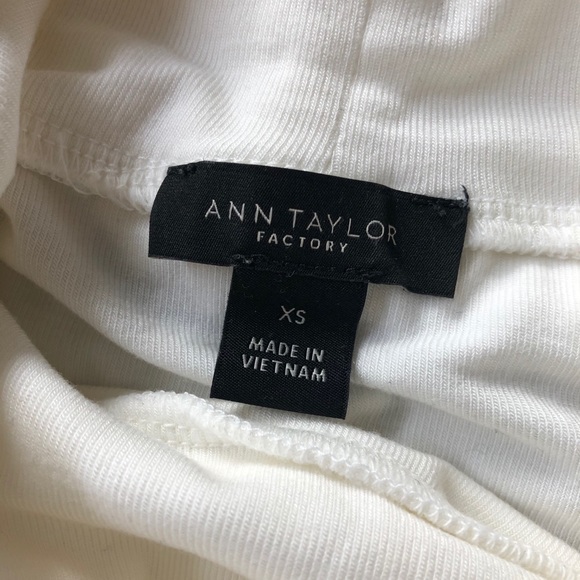 ANN TAYLOR
FACTORY
XS
MADE IN
VIETNAM